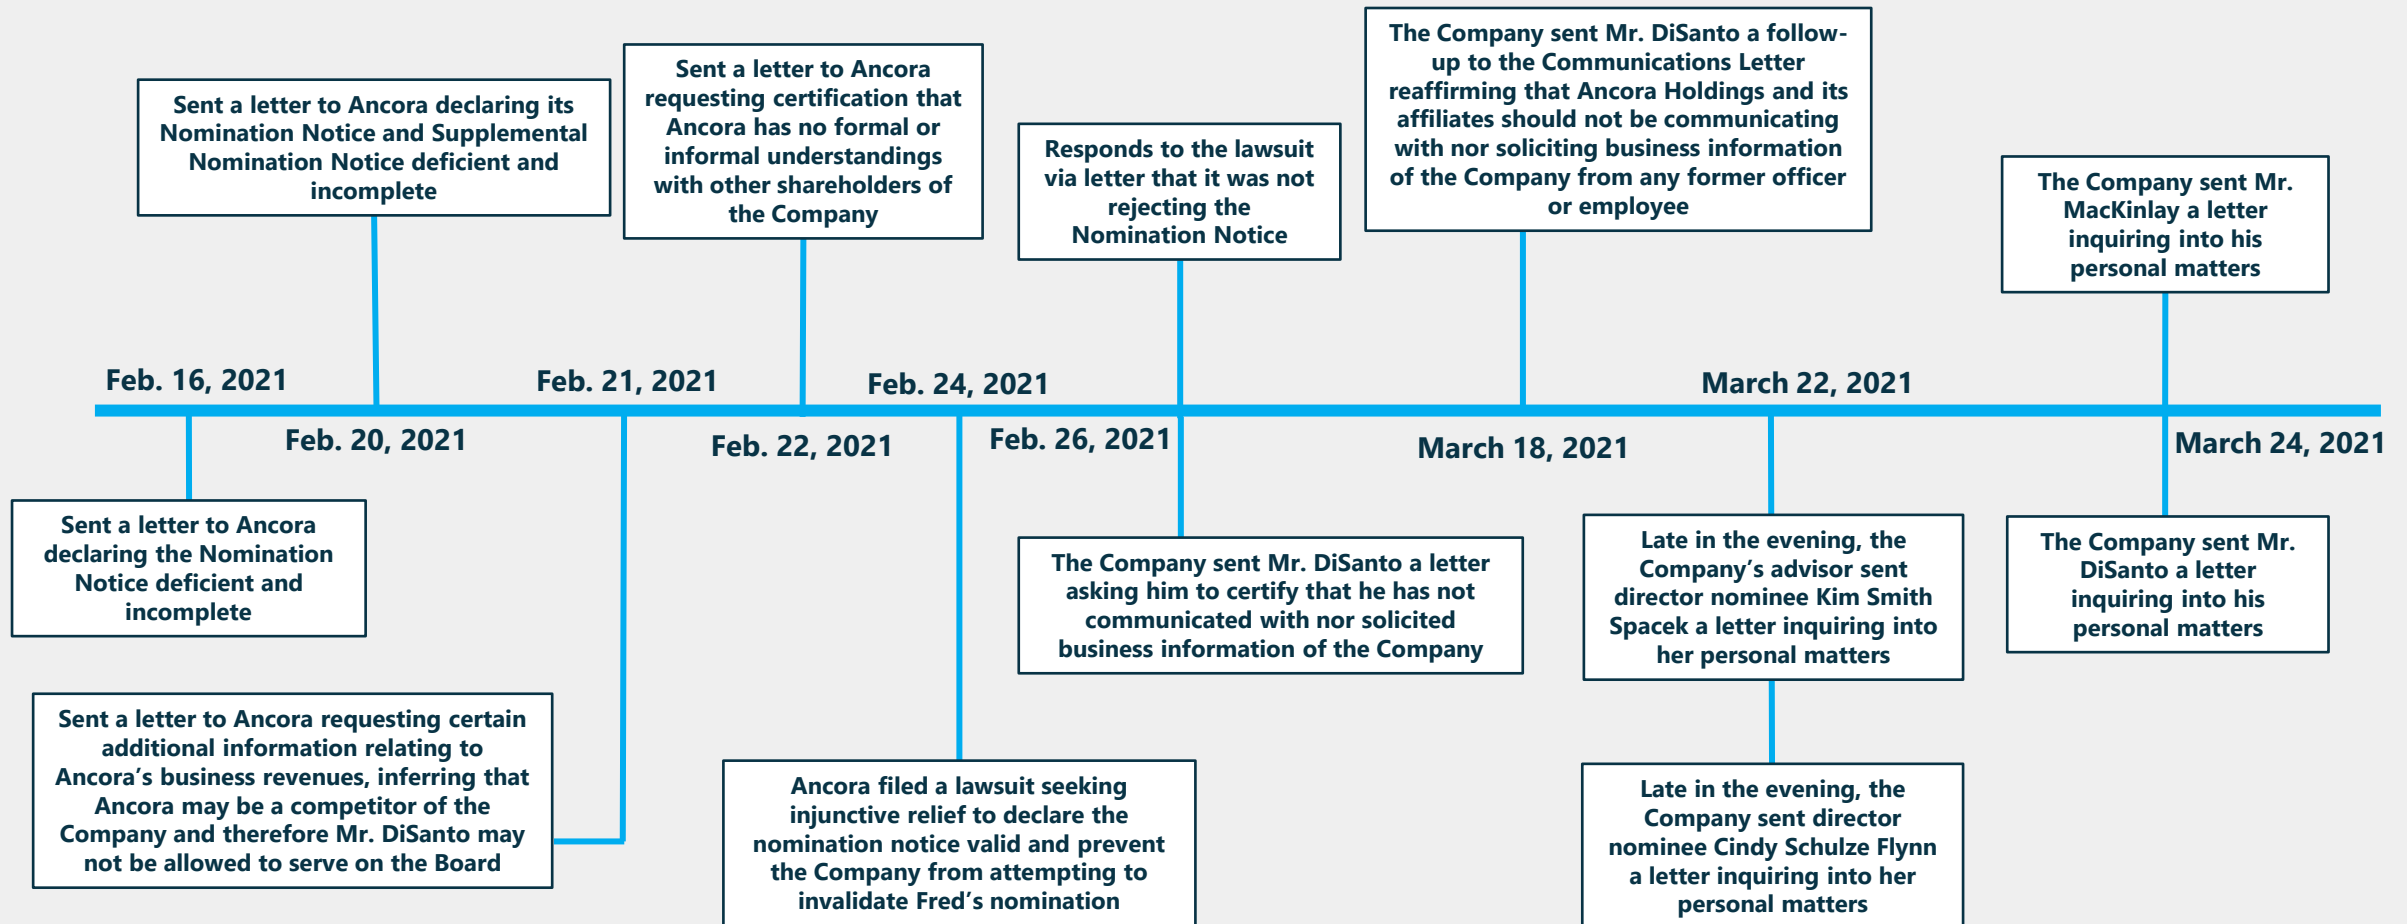 Sent a letter to Ancora declaring its
Nomination Notice and Supplemental
Nomination Notice deficient and
incomplete
Sent a letter to Ancora
requesting certification that
Ancora has no formal or
informal understandings
with other shareholders of
the Company
Responds to the lawsuit
via letter that it was not
rejecting the
Nomination Notice
The Company sent Mr. DiSanto a follow-
up to the Communications Letter
reaffirming that Ancora Holdings and its
affiliates should not be communicating
with nor soliciting business information
of the Company from any former officer
or employee
The Company sent Mr.
MacKinlay a letter
inquiring into his
personal matters
Feb. 16, 2021
Feb. 21, 2021
Feb. 24, 2021
March 22, 2021
Feb. 20, 2021
Feb. 22, 2021
Feb. 26, 2021
March 18, 2021
March 24, 2021
Sent a letter to Ancora
declaring the Nomination
Notice deficient and
incomplete
The Company sent Mr. DiSanto a letter
asking him to certify that he has not
communicated with nor solicited
business information of the Company
Late in the evening, the
Company’s advisor sent
director nominee Kim Smith
Spacek a letter inquiring into
her personal matters
The Company sent Mr.
DiSanto a letter
inquiring into his
personal matters
Sent a letter to Ancora requesting certain
additional information relating to
Ancora’s business revenues, inferring that
Ancora may be a competitor of the
Company and therefore Mr. DiSanto may
not be allowed to serve on the Board
Ancora filed a lawsuit seeking
injunctive relief to declare the
nomination notice valid and prevent
the Company from attempting to
invalidate Fred’s nomination
Late in the evening, the
Company sent director
nominee Cindy Schulze Flynn
a letter inquiring into her
personal matters